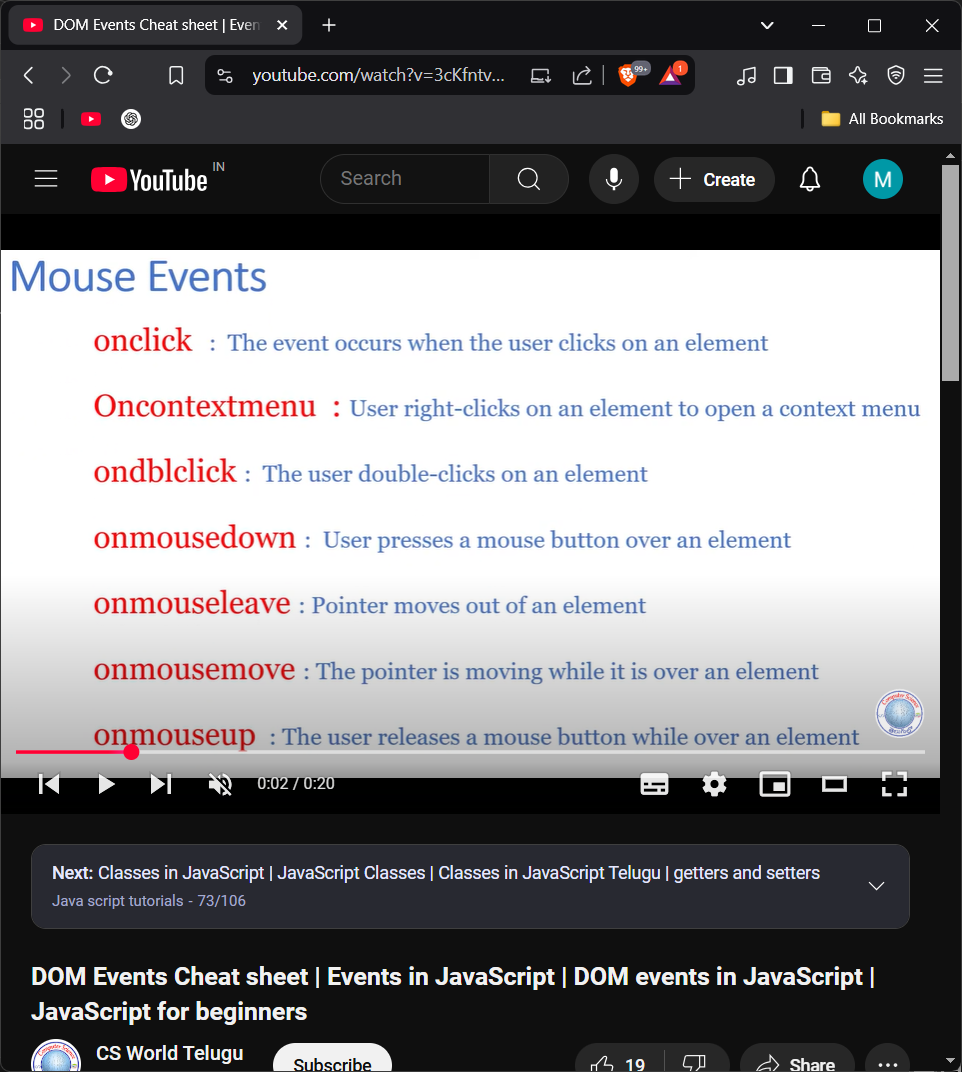 DOM Events Cheat sheet | Even
youtube.com/watch?v=3cKfntv...
99+
1
All Bookmarks
YouTube IN
Search
Create
M
Mouse Events
onclick : The event occurs when the user clicks on an element
Oncontextmenu : User right-clicks on an element to open a context menu
ondblclick : The user double-clicks on an element
onmousedown : User presses a mouse button over an element
onmouseleave : Pointer moves out of an element
onmousemove : The pointer is moving while it is over an element
onmouseup : The user releases a mouse button while over an element
Computer Science
0:02 / 0:20
Next: Classes in JavaScript | JavaScript Classes | Classes in JavaScript Telugu | getters and setters
Java script tutorials - 73/106
DOM Events Cheat sheet | Events in JavaScript | DOM events in JavaScript |
JavaScript for beginners
Computer Science
CS World Telugu
Subscribe
19
Share